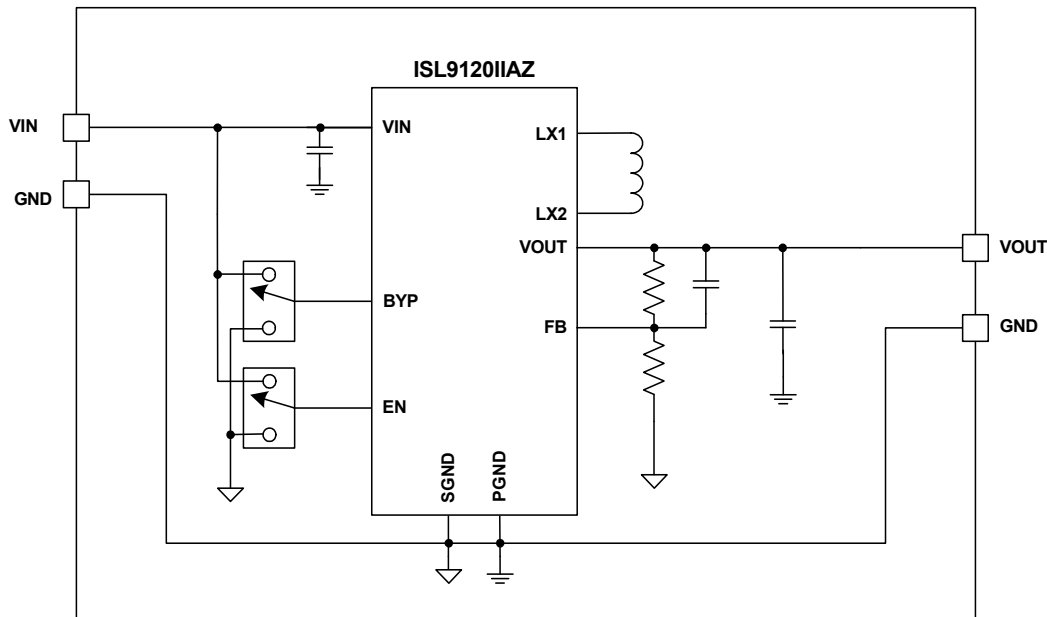 ISL9120IIAZ
VIN
VIN
LX1
GND
LX2
VOUT
VOUT
BYP
FB
GND
EN
SGND
PGND